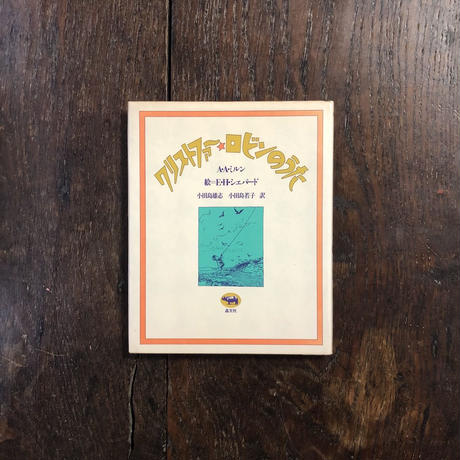 クリストファー★ロビンのうた
A・A・ミルン
絵=E・H・シェパード
小田島雄志 小田島若子 訳
晶文社